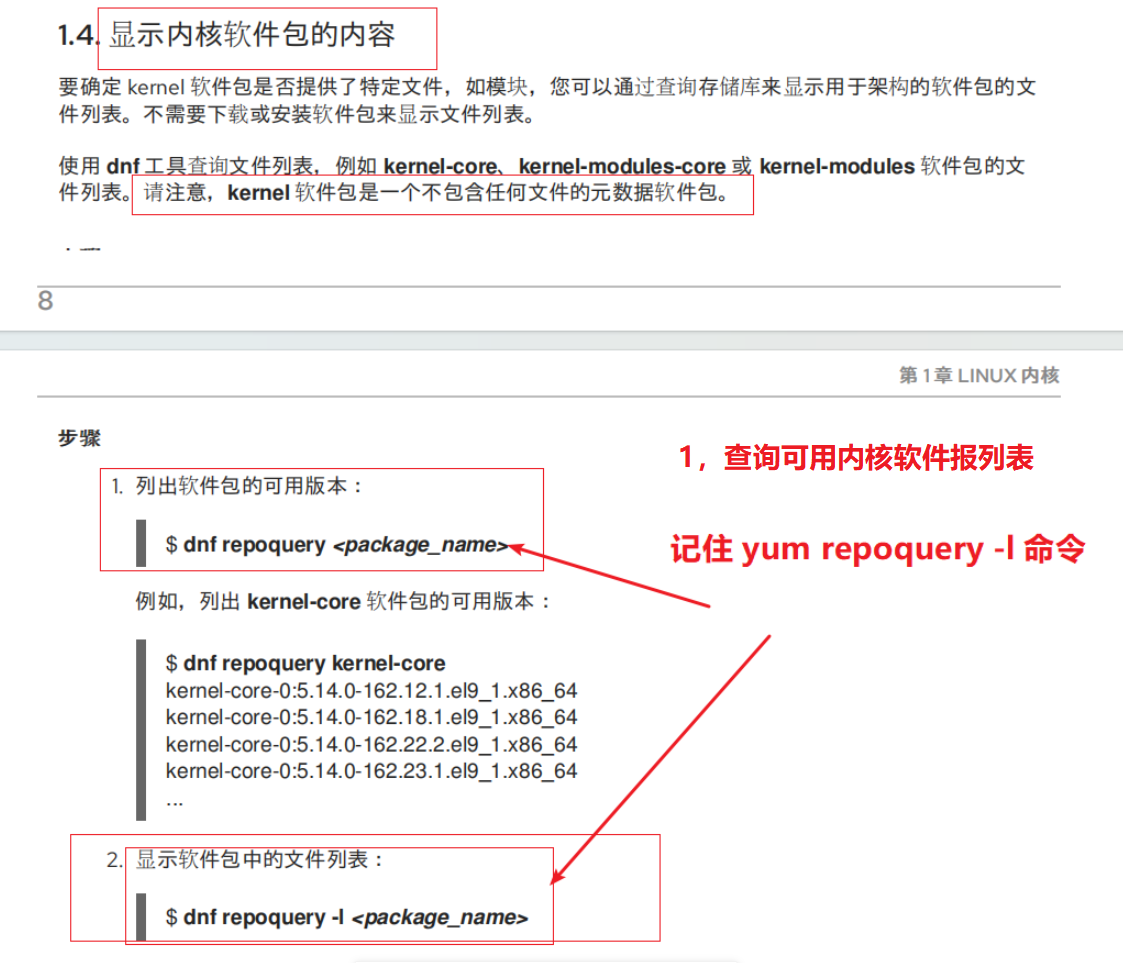 1.4. 显示内核软件包的内容
要确定 kernel 软件包是否提供了特定文件，如模块，您可以通过查询存储库来显示用于架构的软件包的文
件列表。不需要下载或安装软件包来显示文件列表。
使用 dnf 工具查询文件列表，例如 kernel-core、kernel-modules-core 或 kernel-modules 软件包的文
件列表。请注意，kernel 软件包是一个不包含任何文件的元数据软件包。
8
第 1 章 LINUX 内核
步骤
1，查询可用内核软件报列表
1. 列出软件包的可用版本：
$ dnf repoquery <package_name>
记住 yum repoquery -l 命令
例如，列出 kernel-core 软件包的可用版本：
$ dnf repoquery kernel-core
kernel-core-0:5.14.0-162.12.1.el9_1.x86_64
kernel-core-0:5.14.0-162.18.1.el9_1.x86_64
kernel-core-0:5.14.0-162.22.2.el9_1.x86_64
kernel-core-0:5.14.0-162.23.1.el9_1.x86_64
...
2. 显示软件包中的文件列表：
$ dnf repoquery -l <package_name>